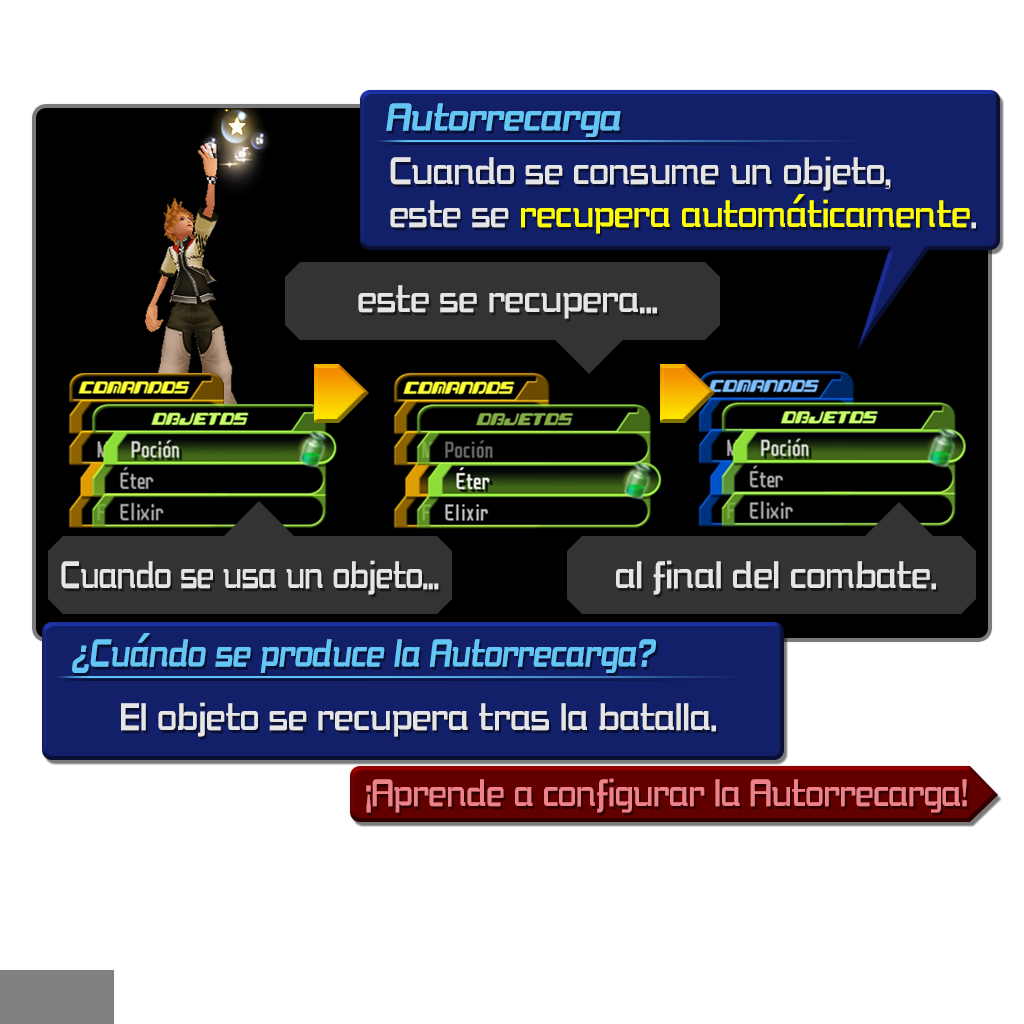 Autorrecarga
Cuando se consume un objeto,
este se recupera automáticamente.
este se recupera...
COMANDOS
OBJETOS
Poción
Éter
Elixir
COMANDOS
OBJETOS
Poción
Éter
Elixir
COMANDOS
OBJETOS
Poción
Éter
Elixir
Cuando se usa un objeto...
al final del combate.
¿Cuándo se produce la Autorrecarga?
El objeto se recupera tras la batalla.
¡Aprende a configurar la Autorrecarga!